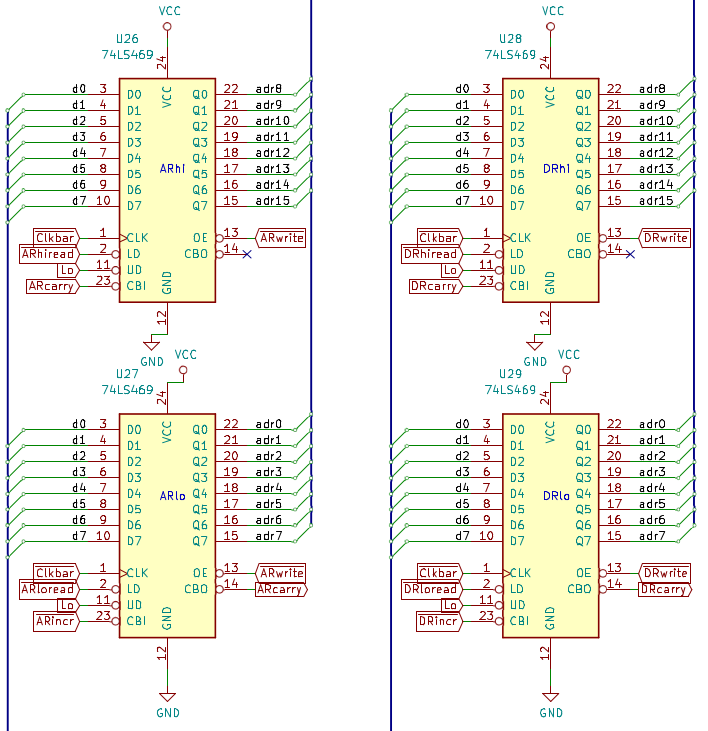 VCC VCC
U26 U28
74LS469 74LS469
24 24
VCC VCC
d0 3 D0 Q0 22 adr8 d0 3 D0 Q0 22 adr8
d1 4 D1 Q1 21 adr9 d1 4 D1 Q1 21 adr9
d2 5 D2 Q2 20 adr10 d2 5 D2 Q2 20 adr10
d3 6 D3 Q3 19 adr11 d3 6 D3 Q3 19 adr11
d4 7 D4 Q4 18 adr12 d4 7 D4 Q4 18 adr12
ARhi DRhi
d5 8 D5 Q5 17 adr13 d5 8 D5 Q5 17 adr13
d6 9 D6 Q6 16 adr14 d6 9 D6 Q6 16 adr14
d7 10 D7 Q7 15 adr15 d7 10 D7 Q7 15 adr15
Clkbar 1 CLK OE 13 ARwrite Clkbar 1 CLK OE 13 DRwrite
ARhiread 2 LD CBO 14 DRhiread 2 LD CBO 14
Lo 11 UD Lo 11 UD
ARcarry 23 CBI GND DRcarry 23 CBI GND
12 12
GND GND
VCC VCC
U27 U29
74LS469 74LS469
24 24
VCC VCC
d0 3 D0 Q0 22 adr0 d0 3 D0 Q0 22 adr0
d1 4 D1 Q1 21 adr1 d1 4 D1 Q1 21 adr1
d2 5 D2 Q2 20 adr2 d2 5 D2 Q2 20 adr2
d3 6 D3 Q3 19 adr3 d3 6 D3 Q3 19 adr3
d4 7 D4 Q4 18 adr4 d4 7 D4 Q4 18 adr4
ARlo DRlo
d5 8 D5 Q5 17 adr5 d5 8 D5 Q5 17 adr5
d6 9 D6 Q6 16 adr6 d6 9 D6 Q6 16 adr6
d7 10 D7 Q7 15 adr7 d7 10 D7 Q7 15 adr7
Clkbar 1 CLK OE 13 ARwrite Clkbar 1 CLK OE 13 DRwrite
ARloread 2 LD CBO 14 ARcarry DRloread 2 LD CBO 14 DRcarry
Lo 11 UD Lo 11 UD
ARincr 23 CBI GND DRincr 23 CBI GND
12 12
GND GND